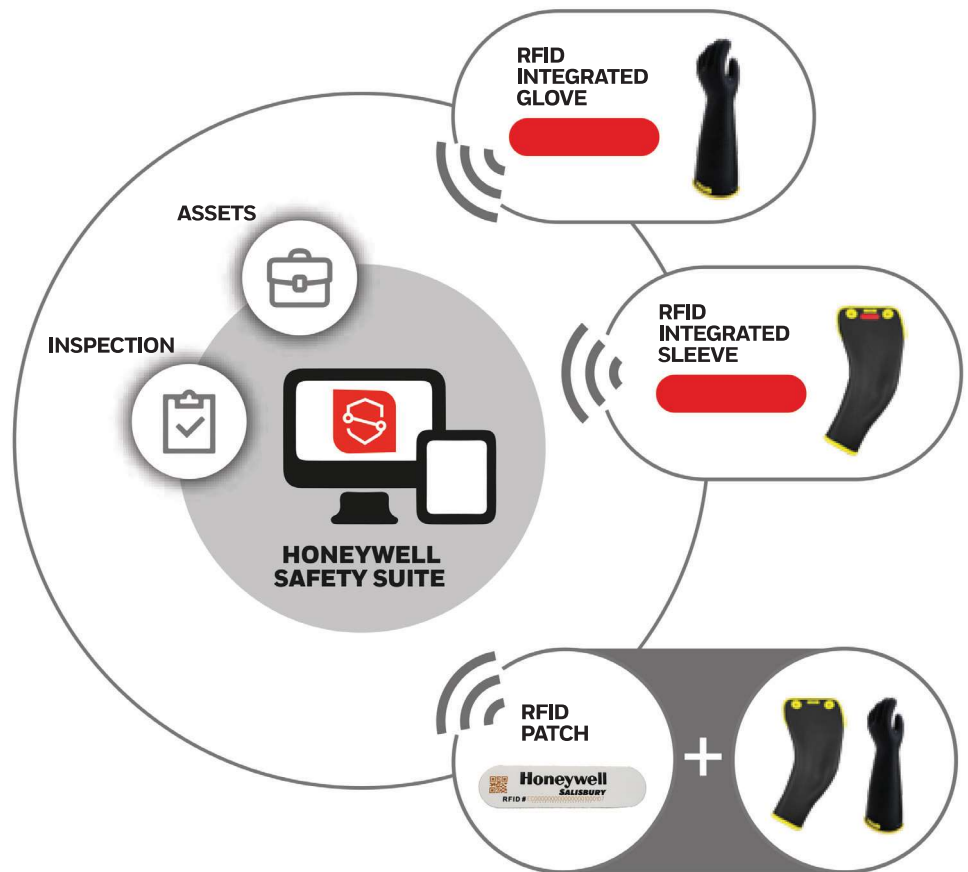 RFID
INTEGRATED
GLOVE
ASSETS
INSPECTION
RFID
INTEGRATED
SLEEVE
HONEYWELL
SAFETY SUITE
RFID
PATCH
+
Honeywell
SALISBURY
RFID #